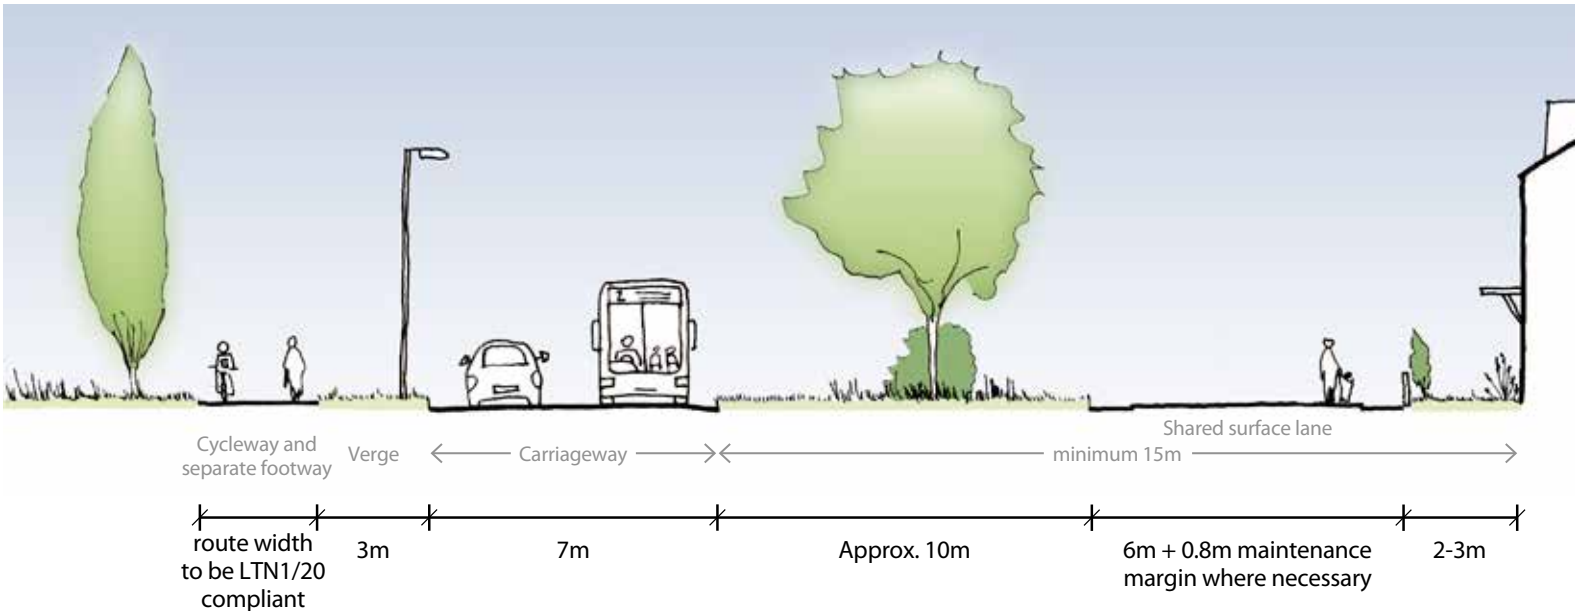 Z
Cycleway and
separate footway
Verge
Carriageway
Shared surface lane
minimum 15m
route width
to be LTN1/20
compliant
3m
7m
Approx. 10m
6m + 0.8m maintenance
margin where necessary
2-3m